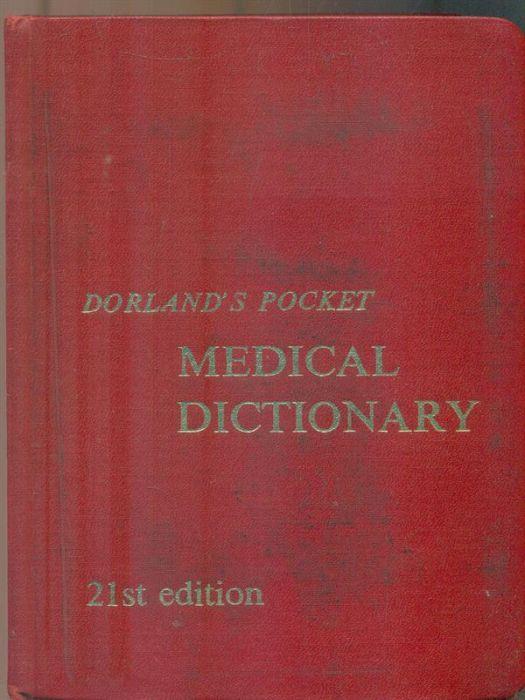 DORLAND'S POCKET
MEDICAL
DICTIONARY
21st edition